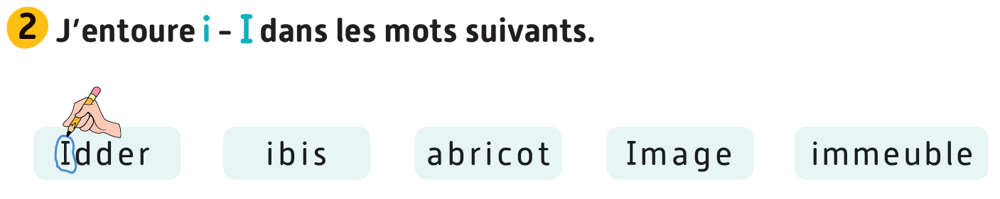 2 J'entoure i - I dans les mots suivants.
Idder ibis abricot Image immeuble